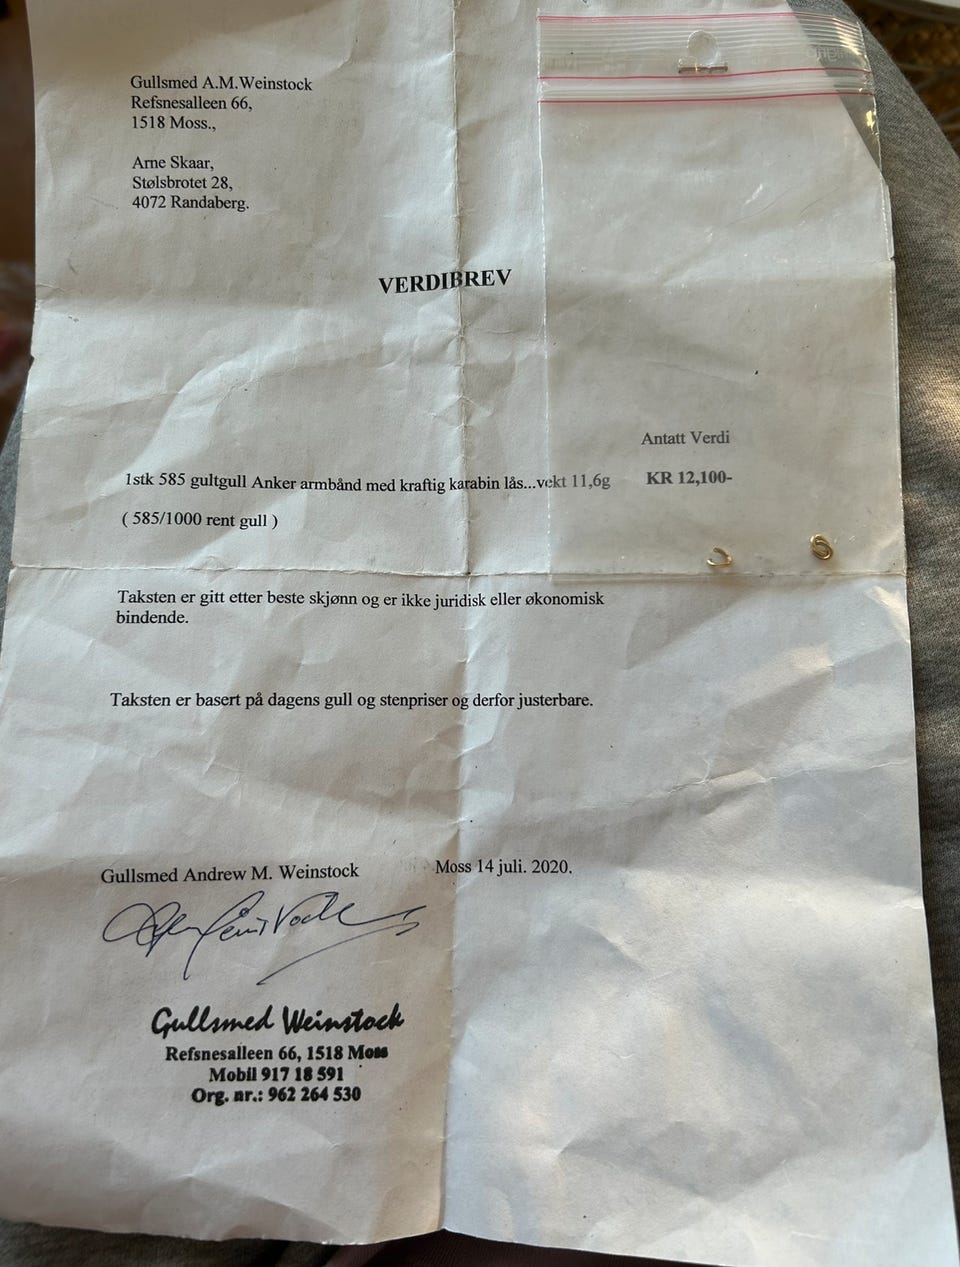 Gullsmed A.M.Weinstock
Refsnesalleen 66,
1518 Moss.,
Arne Skaar,
Stølsbrotet 28,
4072 Randaberg.
VERDIBREV
Antatt Verdi
1stk 585 gultgull Anker armbånd med kraftig karabin lås...vekt 11,6g KR 12,100-
( 585/1000 rent gull )
Taksten er gitt etter beste skjønn og er ikke juridisk eller økonomisk
bindende.
Taksten er basert på dagens gull og stenpriser og derfor justerbare.
Gullsmed Andrew M. Weinstock Moss 14 juli. 2020.
Gullsmed Weinstock
Refsnesalleen 66, 1518 Moss
Mobil 917 18 591
Org. nr.: 962 264 530